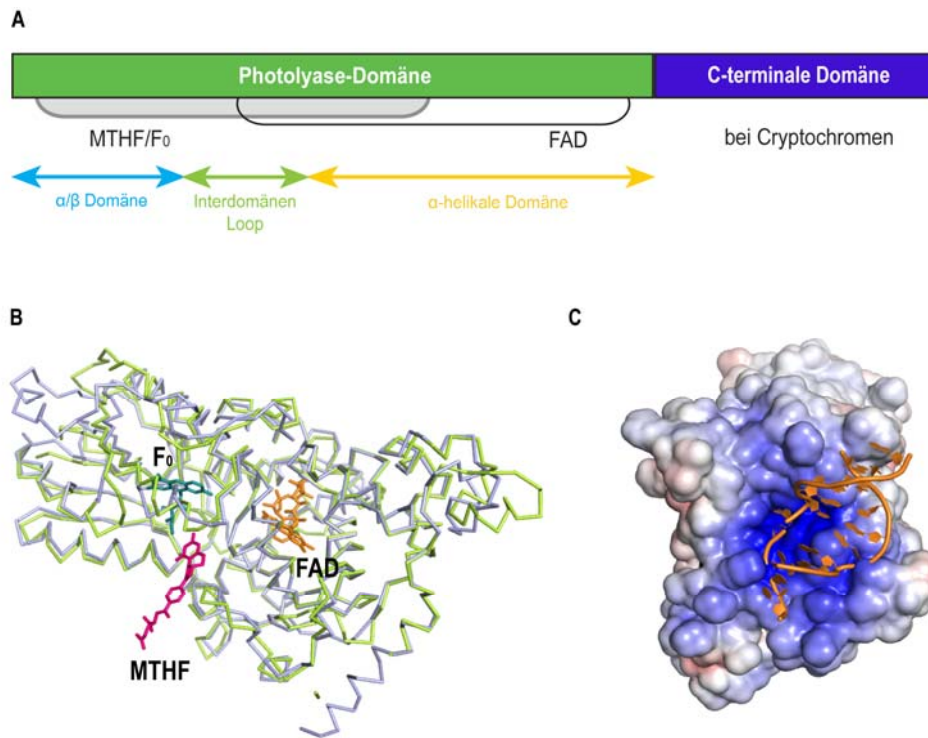 A
Photolyase-Domäne
C-terminale Domäne
MTHF/F₀
FAD
bei Cryptochromen
α/β Domäne
Interdomänen
Loop
α-helikale Domäne
B
C
F₀
FAD
MTHF